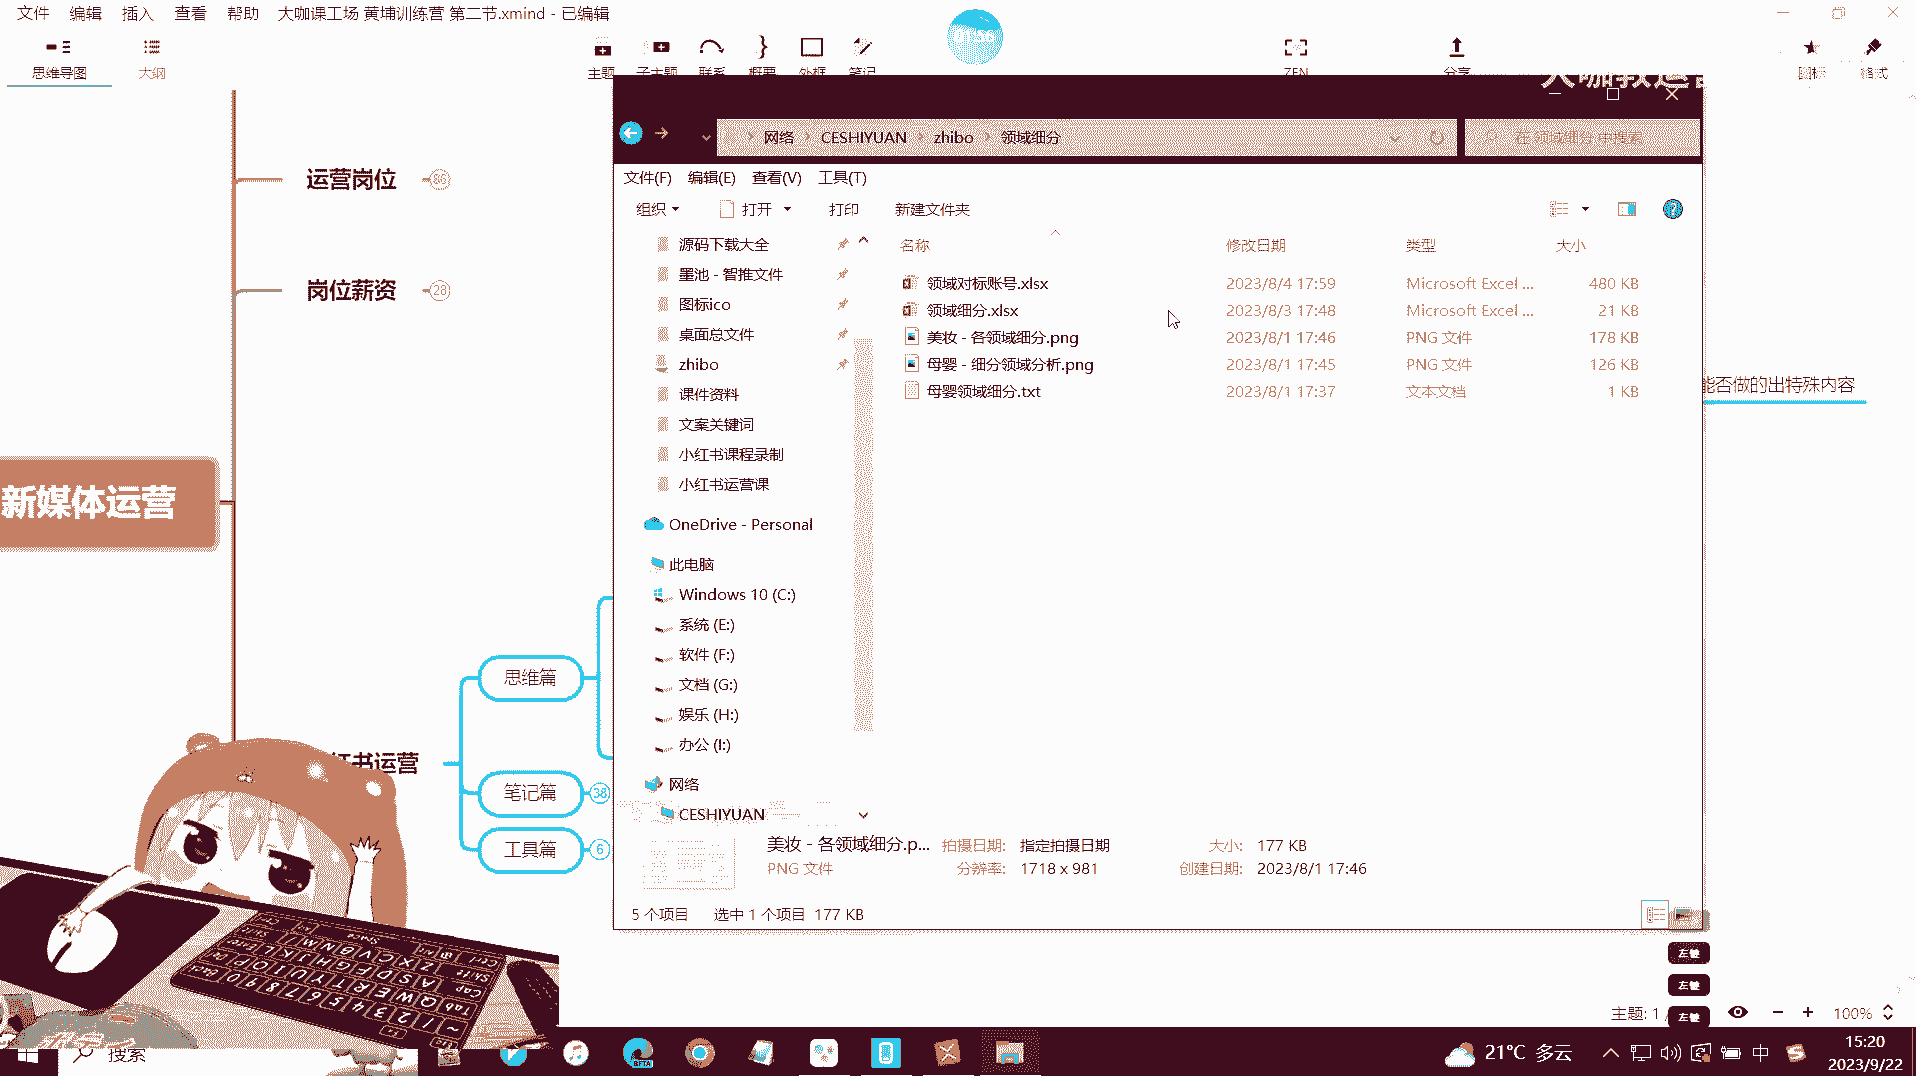 文件 编辑 插入 查看 帮助 大咖课工场 黄埔训练营 第二节.xmind - 已编辑
思维导图 大纲 主题 子主题 联系 概要 外框 笔记 ZEN 分享 图标 格式
网络 CESHIYUAN zhibo 领域细分 在 领域细分 中搜索
文件(F) 编辑(E) 查看(V) 工具(T)
组织 打开 打印 新建文件夹
名称 修改日期 类型 大小
领域对标账号.xlsx 2023/8/4 17:59 Microsoft Excel ... 480 KB
领域细分.xlsx 2023/8/3 17:48 Microsoft Excel ... 21 KB
美妆 - 各领域细分.png 2023/8/1 17:46 PNG 文件 178 KB
母婴 - 细分领域分析.png 2023/8/1 17:45 PNG 文件 126 KB
母婴领域细分.txt 2023/8/1 17:37 文本文档 1 KB
源码下载大全
墨池 - 智推文件
图标ico
桌面总文件
zhibo
课件资料
文案关键词
小红书课程录制
小红书运营课
OneDrive - Personal
此电脑
Windows 10 (C:)
系统 (E:)
软件 (F:)
文档 (G:)
娱乐 (H:)
办公 (I:)
网络
CESHIYUAN
美妆 - 各领域细分.p... 拍摄日期: 指定拍摄日期 大小: 177 KB
PNG 文件 分辨率: 1718 x 981 创建日期: 2023/8/1 17:46
5 个项目 选中 1 个项目 177 KB
运营岗位 86
岗位薪资 28
新媒体运营
能否做的出特殊内容
思维篇
书运营
笔记篇 38
工具篇 6
左键
左键
左键
主题: 1 / 100%
搜索
21°C 多云 中
15:20
2023/9/22